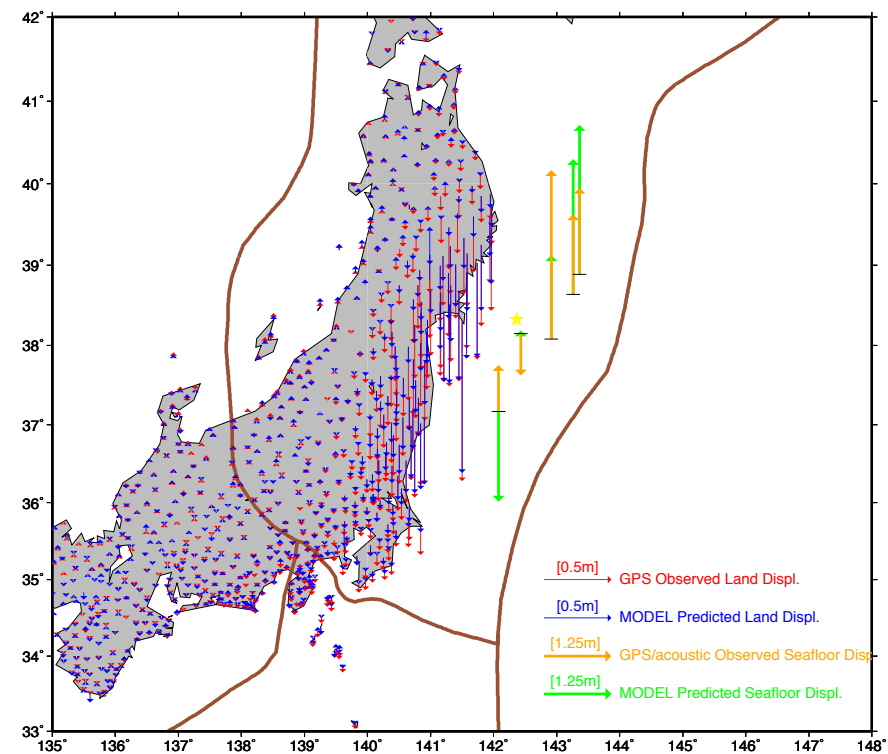 42°
41°
40°
39°
38°
37°
36°
35°
34°
33°
[0.5m] GPS Observed Land Displ.
[0.5m] MODEL Predicted Land Displ.
[1.25m] GPS/acoustic Observed Seafloor Disp
[1.25m] MODEL Predicted Seafloor Displ.
135° 136° 137° 138° 139° 140° 141° 142° 143° 144° 145° 146° 147° 148°